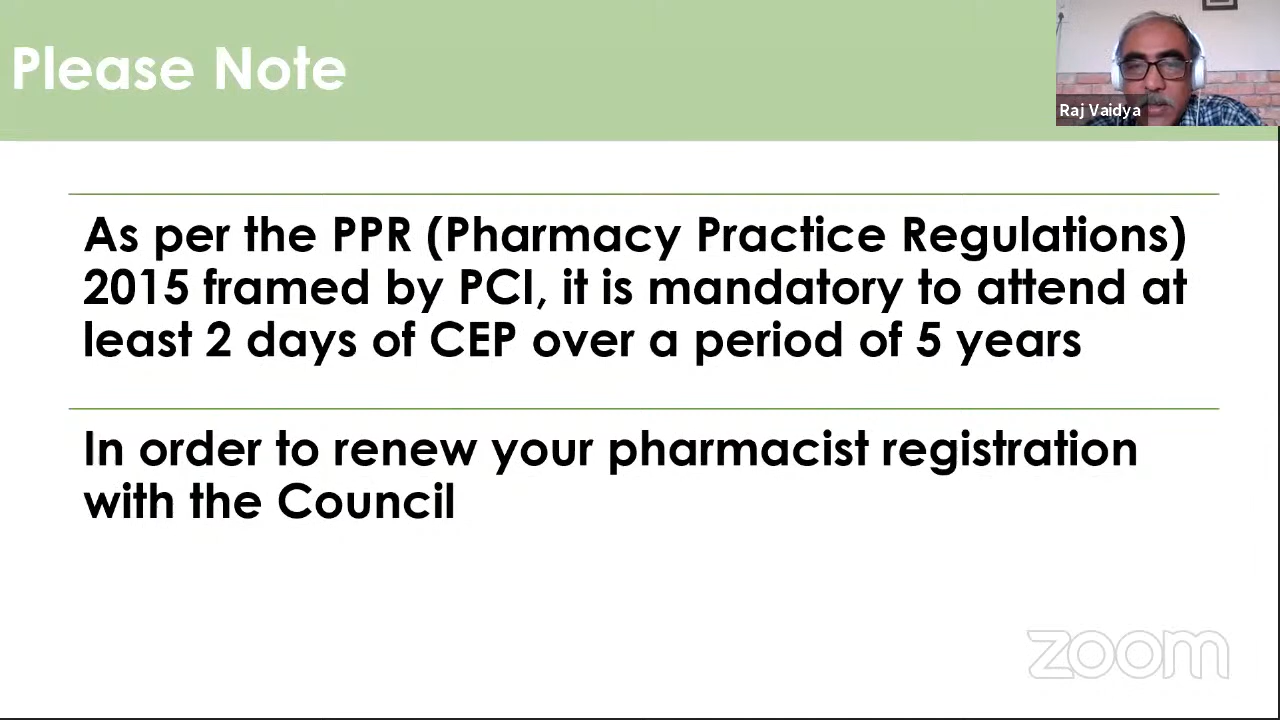 Please Note
Raj Vaidya
As per the PPR (Pharmacy Practice Regulations)
2015 framed by PCI, it is mandatory to attend at
least 2 days of CEP over a period of 5 years
In order to renew your pharmacist registration
with the Council
zoom